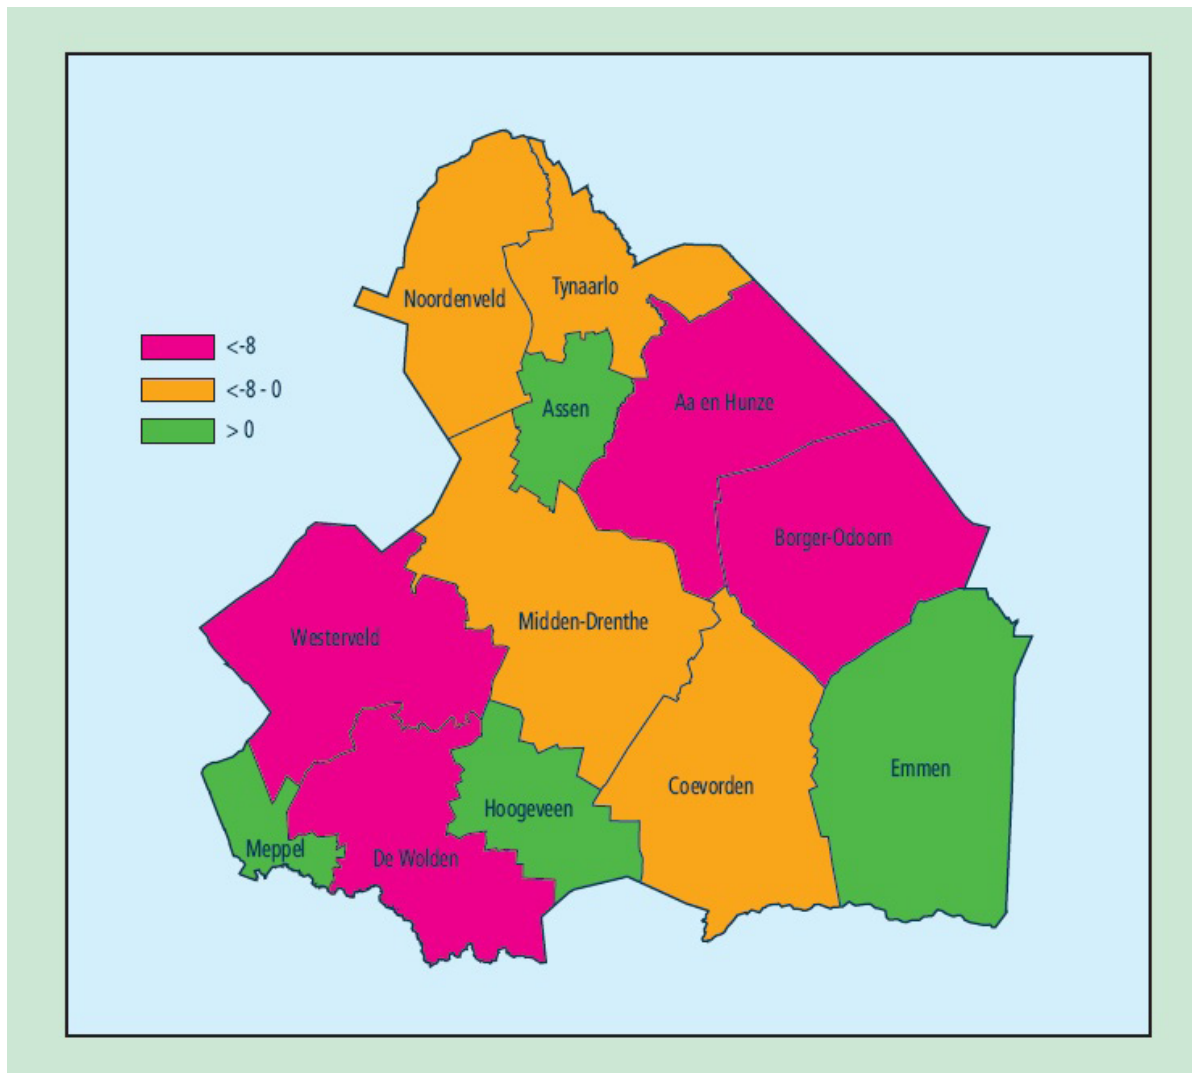 Noordenveld
Tynaarlo
<-8
<-8 - 0
> 0
Assen
Aa en Hunze
Borger-Odoorn
Midden-Drenthe
Westerveld
Emmen
Coevorden
Hoogeveen
Meppel
De Wolden